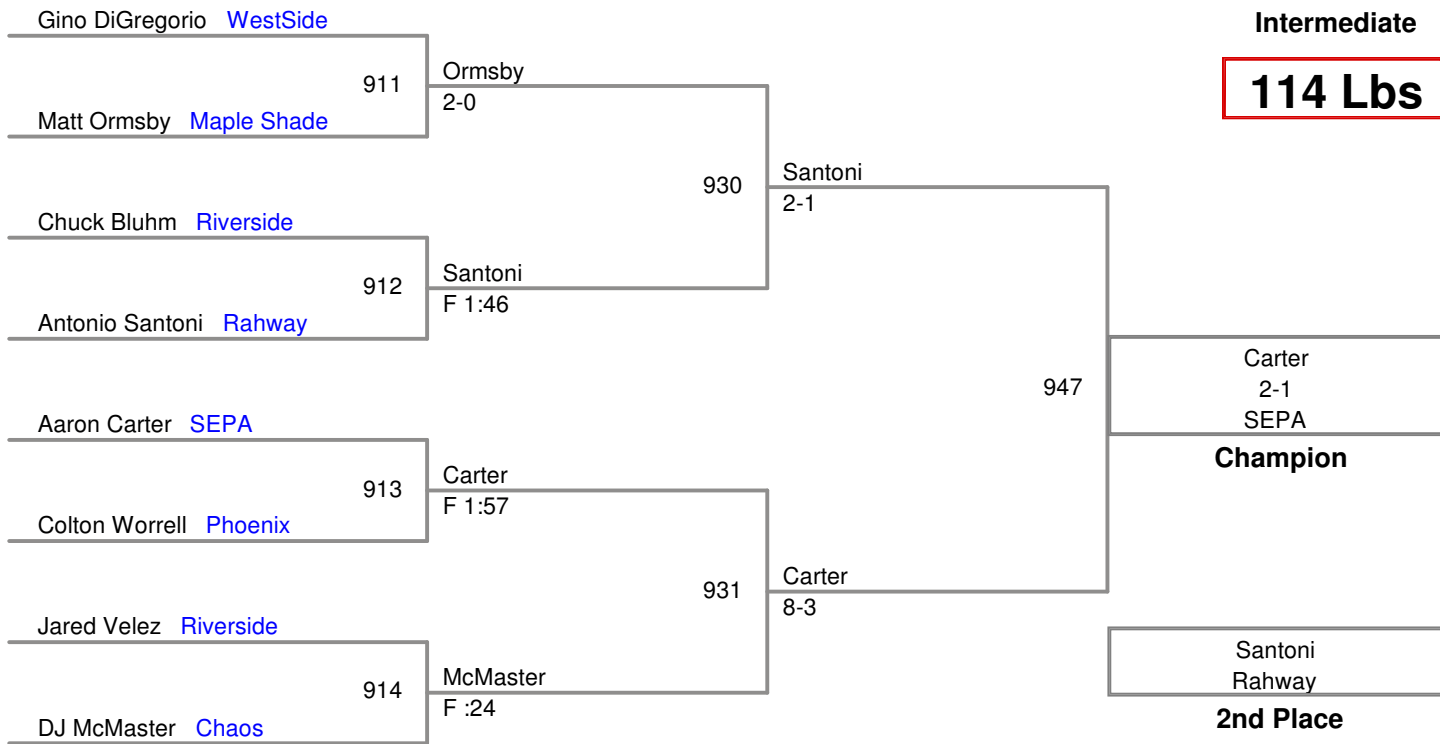 Gino DiGregorio WestSide
Intermediate
114 Lbs
911
Ormsby
2-0
Matt Ormsby Maple Shade
930
Santoni
2-1
Chuck Bluhm Riverside
912
Santoni
F 1:46
Antonio Santoni Rahway
947
Carter
2-1
SEPA
Champion
Aaron Carter SEPA
913
Carter
F 1:57
Colton Worrell Phoenix
931
Carter
8-3
Jared Velez Riverside
914
McMaster
F :24
DJ McMaster Chaos
Santoni
Rahway
2nd Place